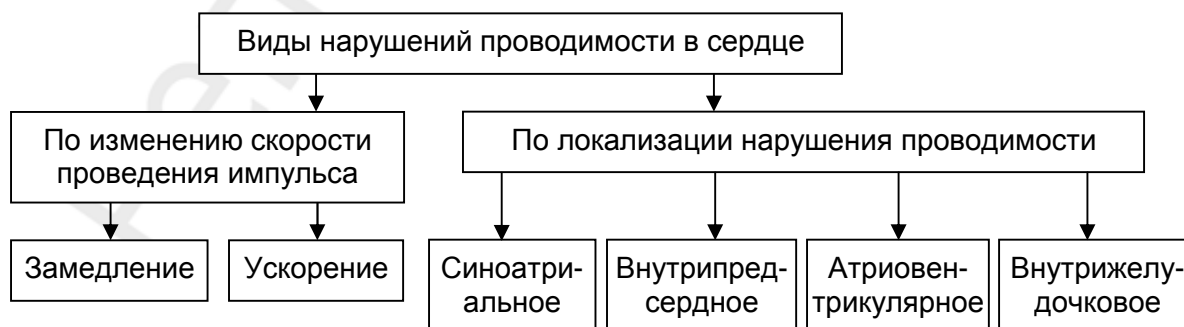 Виды нарушений проводимости в сердце
По изменению скорости
проведения импульса
По локализации нарушения проводимости
Замедление
Ускорение
Синоатри-
альное
Внутрипред-
сердное
Атриовен-
трикулярное
Внутрижелу-
дочковое